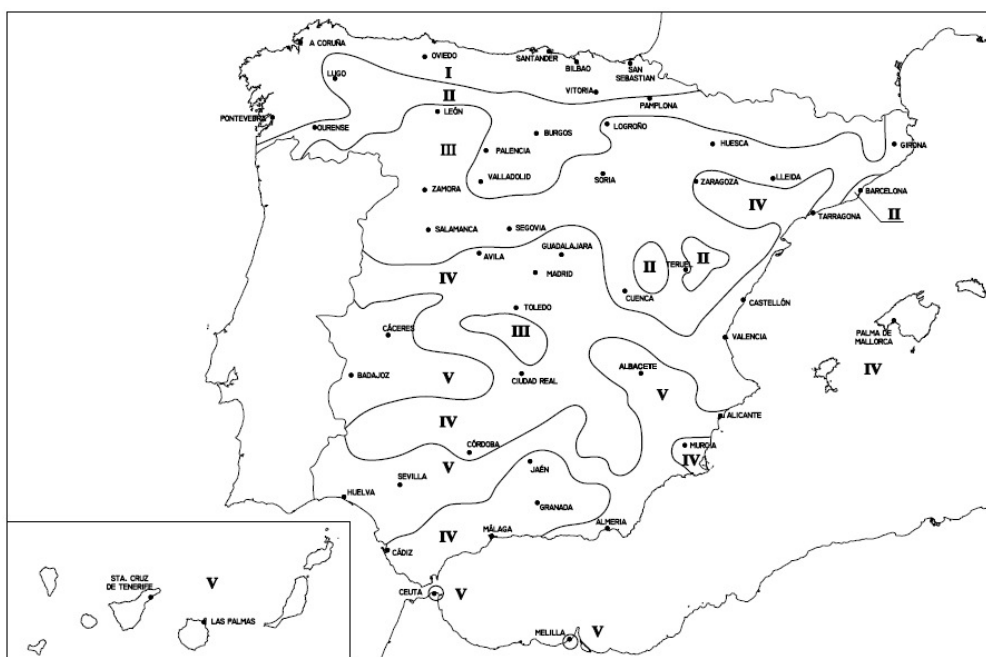 A CORUÑA
OVIEDO
SANTANDER
BILBAO
SAN
SEBASTIAN
LUGO
I
II
VITORIA
PAMPLONA
PONTEVEDRA
LEÓN
OURENSE
LOGROÑO
BURGOS
HUESCA
GIRONA
III
PALENCIA
ZAMORA
VALLADOLID
SORIA
ZARAGOZA
LLEIDA
BARCELONA
IV
TARRAGONA
II
SALAMANCA
SEGOVIA
GUADALAJARA
AVILA
IV
MADRID
II
II
TERUEL
CUENCA
CASTELLÓN
TOLEDO
CÁCERES
III
VALENCIA
PALMA DE
MALLORCA
BADAJOZ
V
CIUDAD REAL
ALBACETE
V
IV
IV
ALICANTE
CÓRDOBA
V
MURCIA
IV
JAÉN
SEVILLA
HUELVA
GRANADA
IV
MÁLAGA
ALMERIA
CÁDIZ
STA. CRUZ
DE TENERIFE
V
LAS PALMAS
CEUTA
V
MELILLA
V